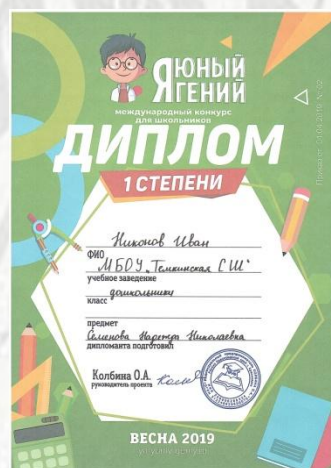 Я ЮНЫЙ
ГЕНИЙ
международный конкурс
для школьников
ДИПЛОМ
1 СТЕПЕНИ
Никонов Иван
ФИО
МБОУ „Темкинская СШ"
учебное заведение
дошкольники
класс
предмет
Семенова Надежда Николаевна
дипломанта подготовил
Колбина О.А.
руководитель проекта
ВЕСНА 2019